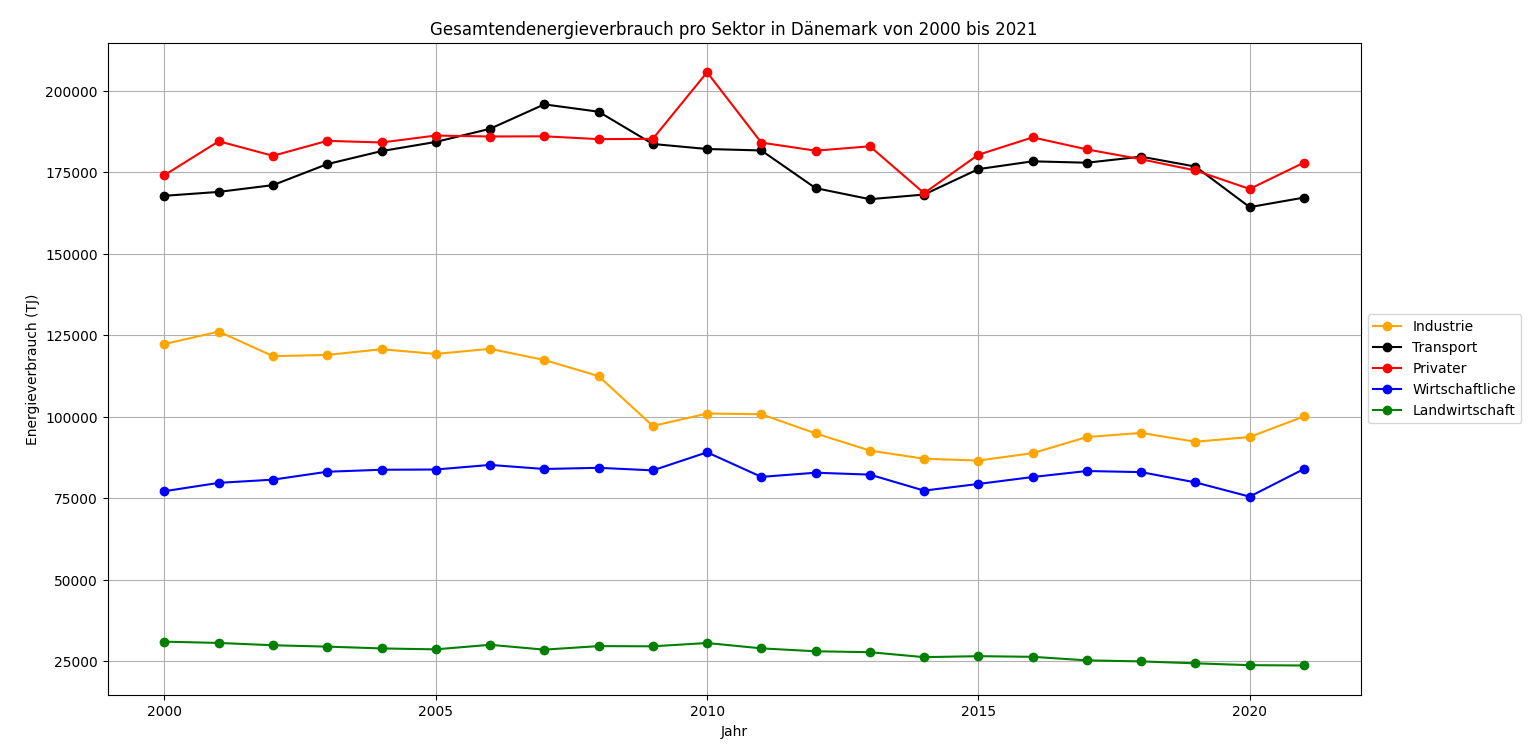 Gesamtendenergieverbrauch pro Sektor in Dänemark von 2000 bis 2021
Energieverbrauch (TJ)
200000
175000
150000
125000
100000
75000
50000
25000
2000 2005 2010 2015 2020
Jahr
Industrie
Transport
Privater
Wirtschaftliche
Landwirtschaft